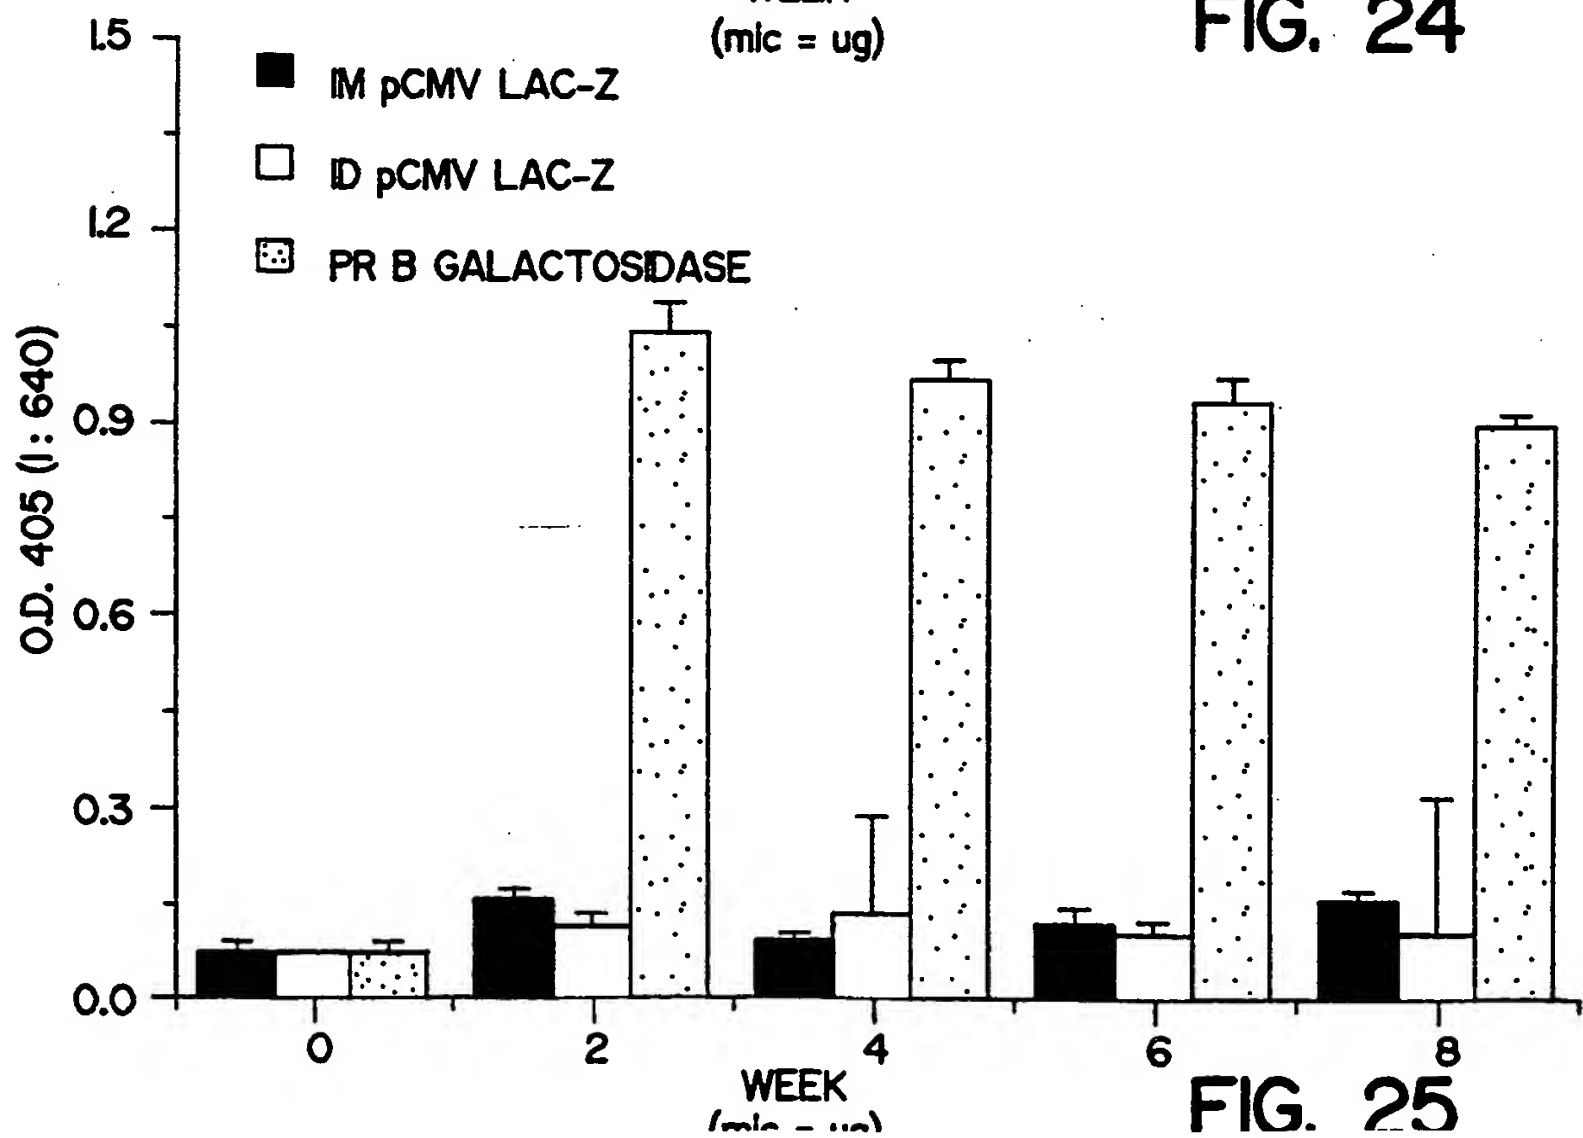 (mic = ug)
FIG. 24
1.5
IM pCMV LAC-Z
ID pCMV LAC-Z
1.2
PR B GALACTOSIDASE
O.D. 405 (1:640)
0.9
0.6
0.3
0.0
0 2 4 6 8
WEEK
FIG. 25